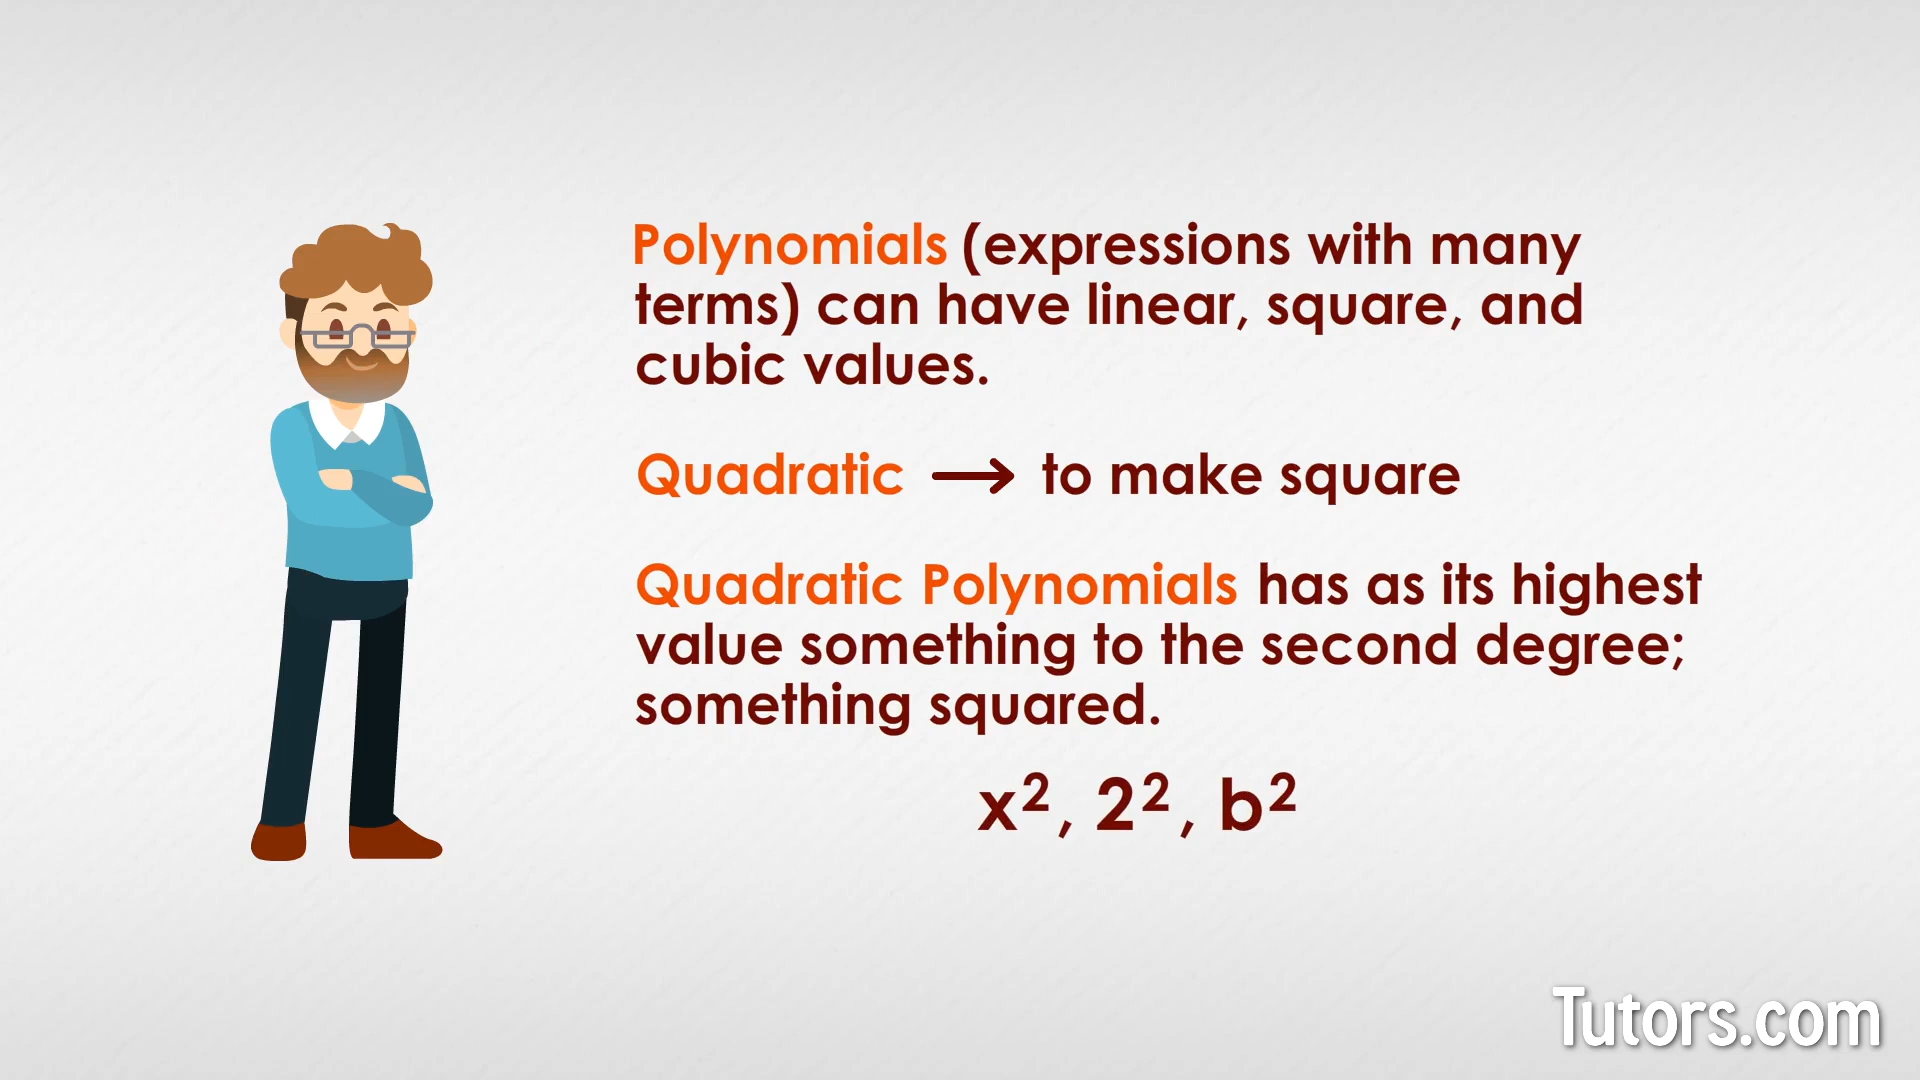 Polynomials (expressions with many
terms) can have linear, square, and
cubic values.
Quadratic → to make square
Quadratic Polynomials has as its highest
value something to the second degree;
something squared.
x², 2², b²
Tutors.com